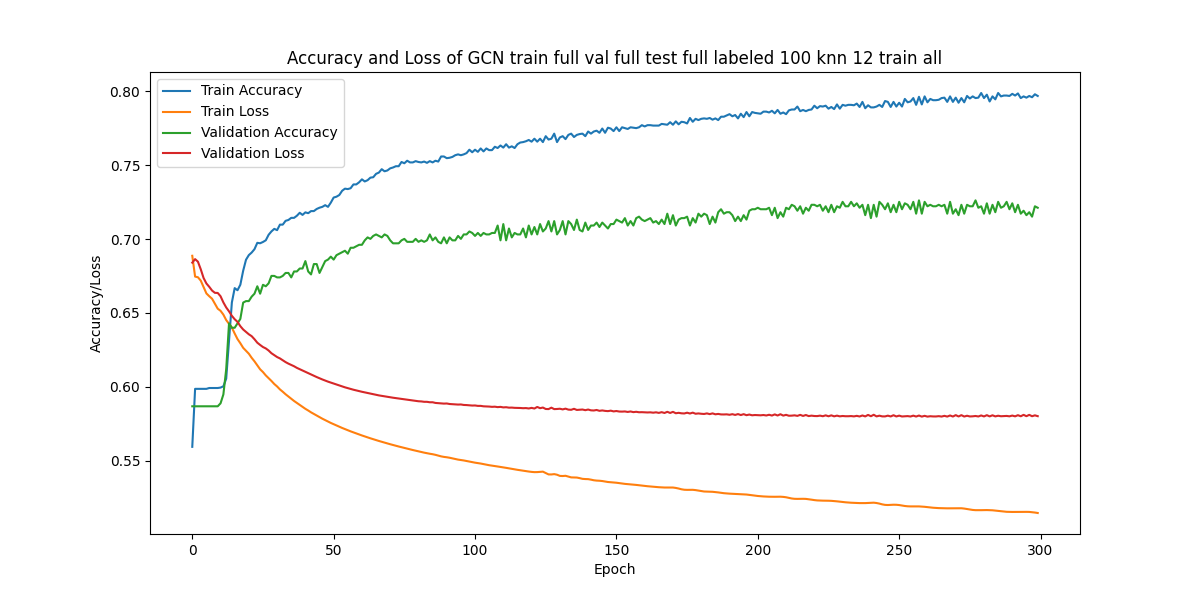 Accuracy and Loss of GCN train full val full test full labeled 100 knn 12 train all
Train Accuracy
Train Loss
Validation Accuracy
Validation Loss
Accuracy/Loss
0.80
0.75
0.70
0.65
0.60
0.55
0 50 100 150 200 250 300
Epoch